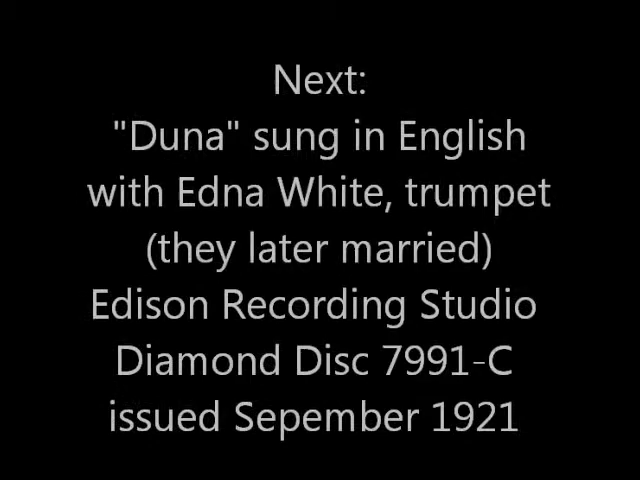 Next:
"Duna" sung in English
with Edna White, trumpet
(they later married)
Edison Recording Studio
Diamond Disc 7991-C
issued Sepember 1921